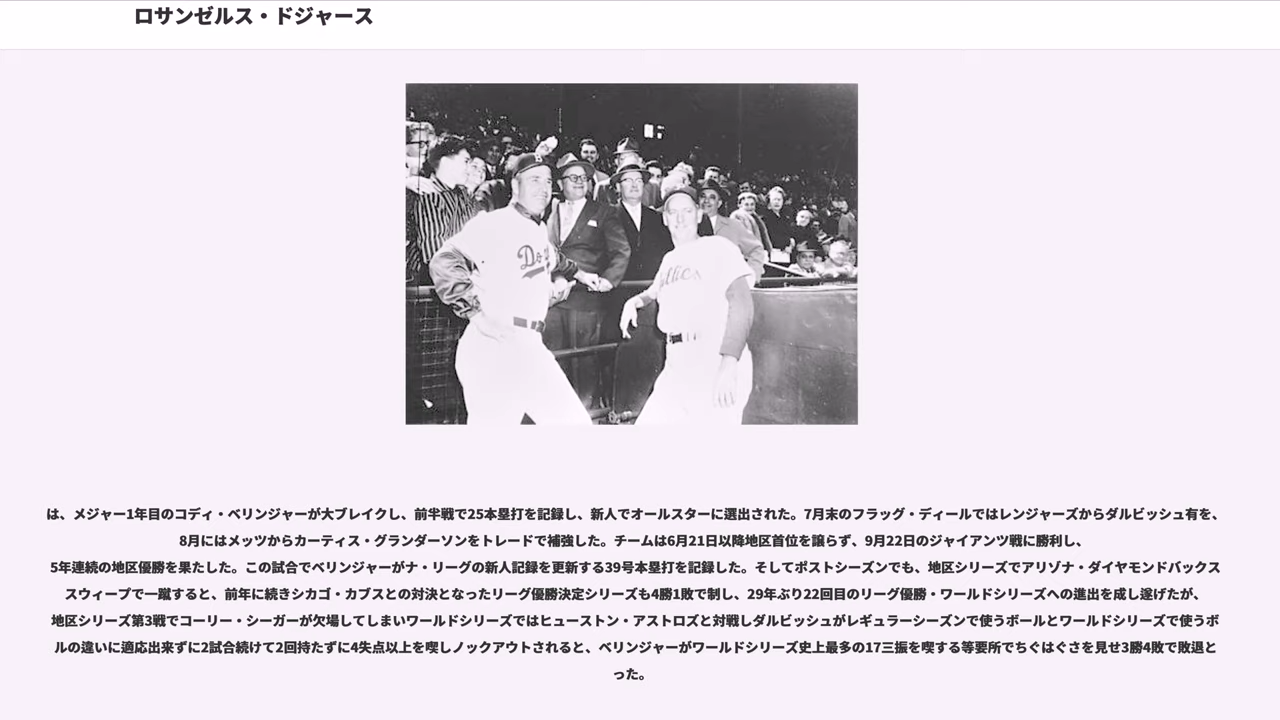 ロサンゼルス・ドジャース
は、メジャー1年目のコディ・ベリンジャーが大ブレイクし、前半戦で25本塁打を記録し、新人でオールスターに選出された。7月末のフラッグ・ディールではレンジャーズからダルビッシュ有を、
8月にはメッツからカーティス・グランダーソンをトレードで補強した。チームは6月21日以降地区首位を譲らず、9月22日のジャイアンツ戦に勝利し、
5年連続の地区優勝を果たした。この試合でベリンジャーがナ・リーグの新人記録を更新する39号本塁打を記録した。そしてポストシーズンでも、地区シリーズでアリゾナ・ダイヤモンドバックス
スウィープで一蹴すると、前年に続きシカゴ・カブスとの対決となったリーグ優勝決定シリーズも4勝1敗で制し、29年ぶり22回目のリーグ優勝・ワールドシリーズへの進出を成し遂げたが、
地区シリーズ第3戦でコーリー・シーガーが欠場してしまいワールドシリーズではヒューストン・アストロズと対戦しダルビッシュがレギュラーシーズンで使うボールとワールドシリーズで使うボ
ルの違いに適応出来ずに2試合続けて2回持たずに4失点以上を喫しノックアウトされると、ベリンジャーがワールドシリーズ史上最多の17三振を喫する等要所でちぐはぐさを見せ3勝4敗で敗退と
った。